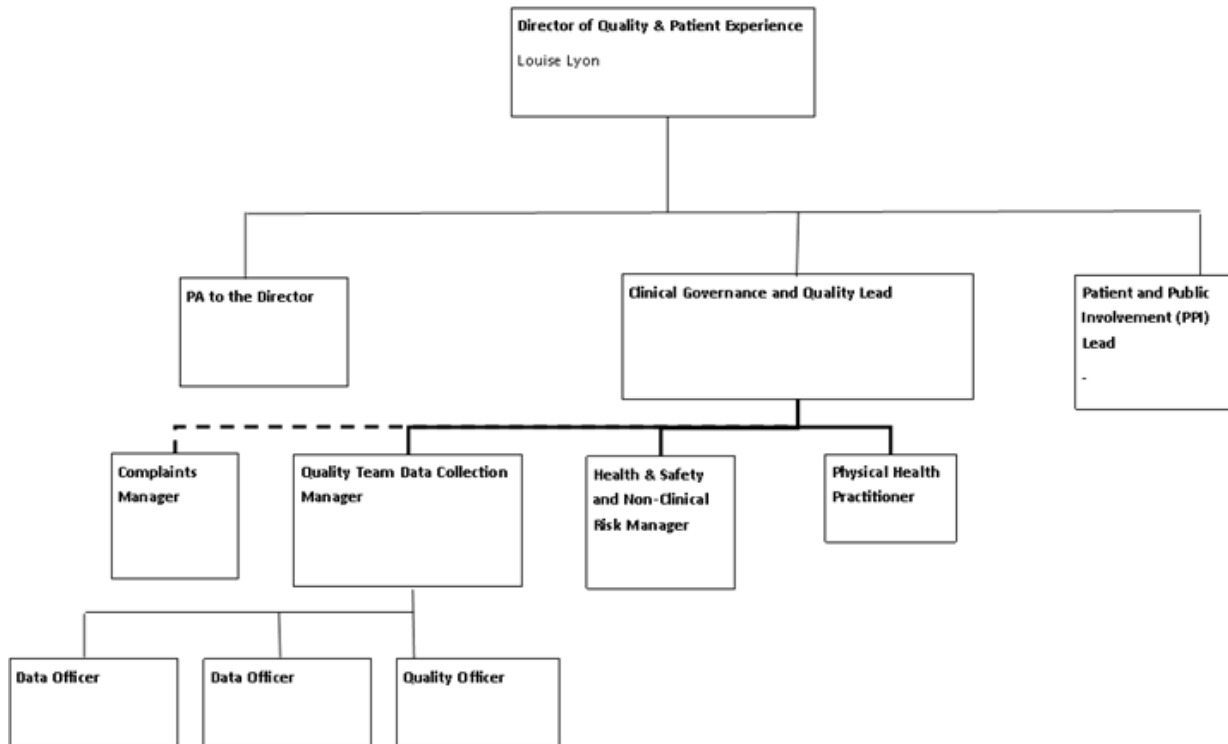 Director of Quality & Patient Experience
Louise Lyon
PA to the Director
Clinical Governance and Quality Lead
Patient and Public
Involvement (PPI)
Lead
-
Complaints
Manager
Quality Team Data Collection
Manager
Health & Safety
and Non-Clinical
Risk Manager
Physical Health
Practitioner
Data Officer
Data Officer
Quality Officer